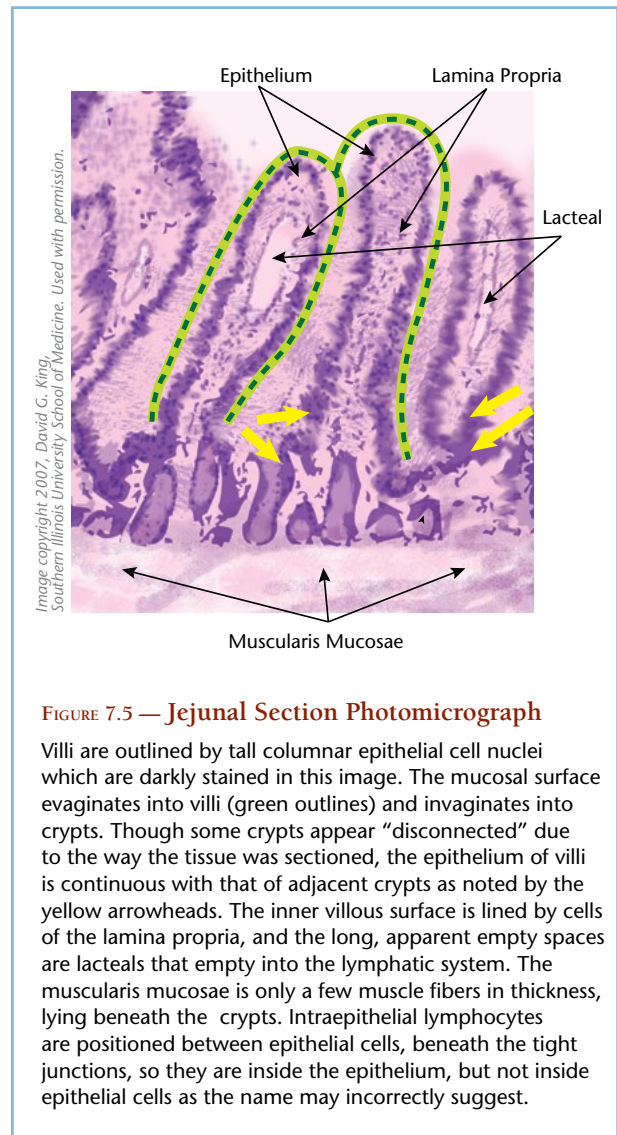 Epithelium
Lamina Propria
Lacteal
Image copyright 2007, David G. King,
Southern Illinois University School of Medicine. Used with permission.
Muscularis Mucosae
Figure 7.5 — Jejunal Section Photomicrograph
Villi are outlined by tall columnar epithelial cell nuclei
which are darkly stained in this image. The mucosal surface
evaginates into villi (green outlines) and invaginates into
crypts. Though some crypts appear “disconnected” due
to the way the tissue was sectioned, the epithelium of villi
is continuous with that of adjacent crypts as noted by the
yellow arrowheads. The inner villous surface is lined by cells
of the lamina propria, and the long, apparent empty spaces
are lacteals that empty into the lymphatic system. The
muscularis mucosae is only a few muscle fibers in thickness,
lying beneath the crypts. Intraepithelial lymphocytes
are positioned between epithelial cells, beneath the tight
junctions, so they are inside the epithelium, but not inside
epithelial cells as the name may incorrectly suggest.